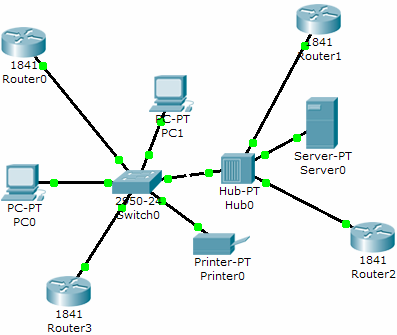 1841
Router0
1841
Router1
PC-PT
PC1
Server-PT
Server0
PC-PT
PC0
2950-24
Switch0
Hub-PT
Hub0
Printer-PT
Printer0
1841
Router2
1841
Router3